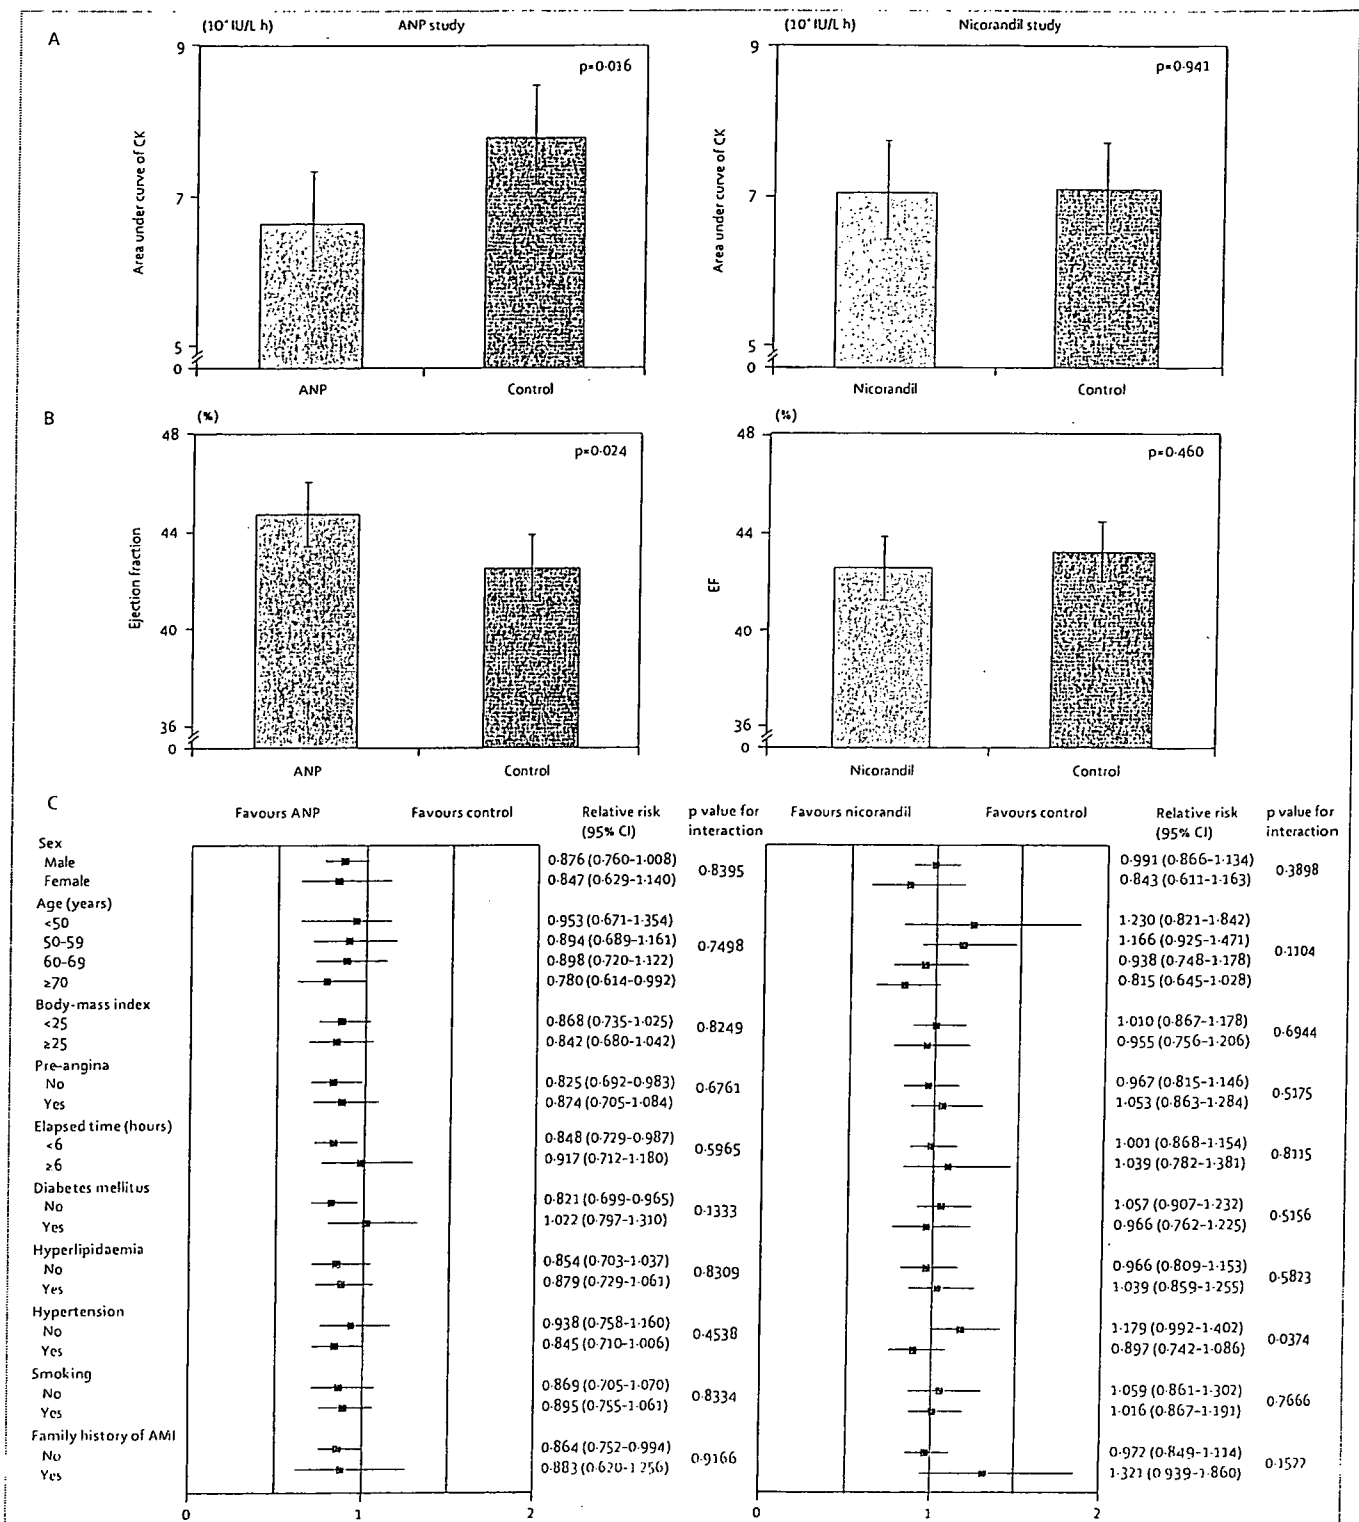 A
(10⁴ IU/L h) ANP study
9
p=0·016
Area under curve of CK
7
5
0
ANP Control
(10⁴ IU/L h) Nicorandil study
9
p=0·941
Area under curve of CK
7
5
0
Nicorandil Control
B
(%)
48
p=0·024
Ejection fraction
44
40
36
0
ANP Control
(%)
48
p=0·460
EF
44
40
36
0
Nicorandil Control
C
Favours ANP Favours control Relative risk (95% CI) p value for interaction Favours nicorandil Favours control Relative risk (95% CI) p value for interaction
Sex
Male 0·876 (0·760–1·008) 0·8395 0·991 (0·866–1·134) 0·3898
Female 0·847 (0·629–1·140) 0·843 (0·611–1·163)
Age (years)
<50 0·953 (0·671–1·354) 1·230 (0·821–1·842)
50–59 0·894 (0·689–1·161) 0·7498 1·166 (0·925–1·471) 0·1104
60–69 0·898 (0·720–1·122) 0·938 (0·748–1·178)
≥70 0·780 (0·614–0·992) 0·815 (0·645–1·028)
Body-mass index
<25 0·868 (0·735–1·025) 0·8249 1·010 (0·867–1·178) 0·6944
≥25 0·842 (0·680–1·042) 0·955 (0·756–1·206)
Pre-angina
No 0·825 (0·692–0·983) 0·6761 0·967 (0·815–1·146) 0·5175
Yes 0·874 (0·705–1·084) 1·053 (0·863–1·284)
Elapsed time (hours)
<6 0·848 (0·729–0·987) 0·5965 1·001 (0·868–1·154) 0·8115
≥6 0·917 (0·712–1·180) 1·039 (0·782–1·381)
Diabetes mellitus
No 0·821 (0·699–0·965) 0·1333 1·057 (0·907–1·232) 0·5156
Yes 1·022 (0·797–1·310) 0·966 (0·762–1·225)
Hyperlipidaemia
No 0·854 (0·703–1·037) 0·8309 0·966 (0·809–1·153) 0·5823
Yes 0·879 (0·729–1·061) 1·039 (0·859–1·255)
Hypertension
No 0·938 (0·758–1·160) 0·4538 1·179 (0·992–1·402) 0·0374
Yes 0·845 (0·710–1·006) 0·897 (0·742–1·086)
Smoking
No 0·869 (0·705–1·070) 0·8334 1·059 (0·861–1·302) 0·7666
Yes 0·895 (0·755–1·061) 1·016 (0·867–1·191)
Family history of AMI
No 0·864 (0·752–0·994) 0·9166 0·972 (0·849–1·114) 0·1577
Yes 0·883 (0·620–1·256) 1·321 (0·939–1·860)
0 1 2 0 1 2